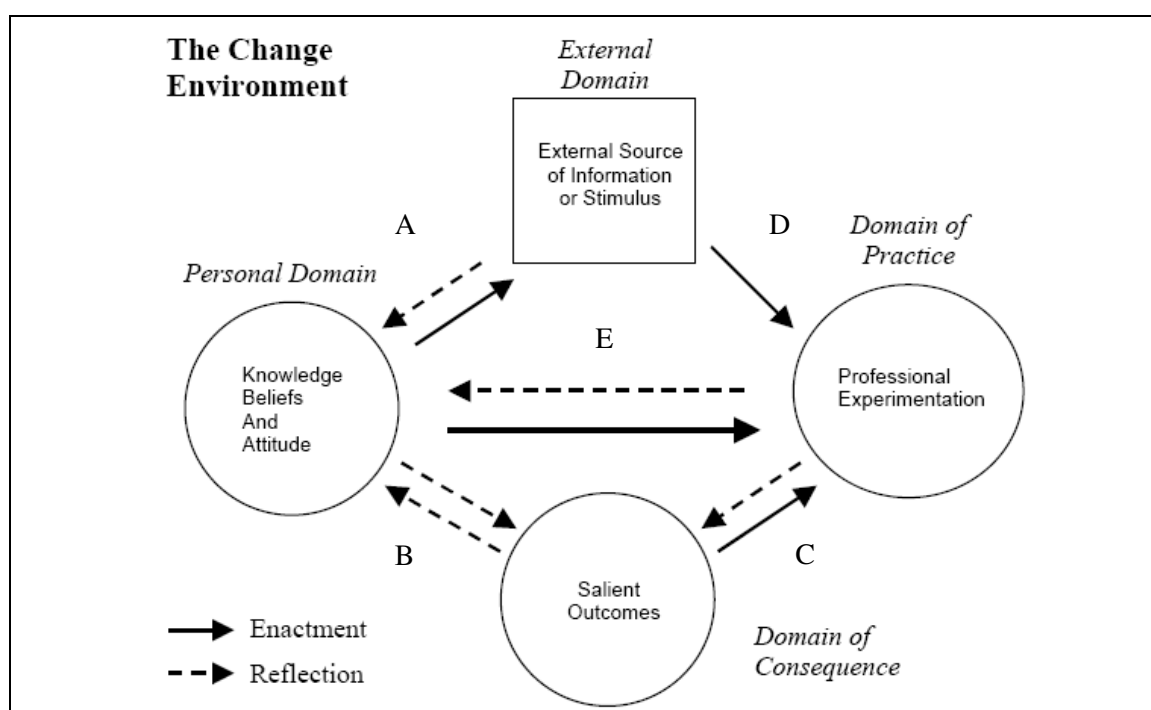 The Change
Environment
External
Domain
External Source
of Information
or Stimulus
A
D
Domain of
Practice
Personal Domain
E
Knowledge
Beliefs
And
Attitude
Professional
Experimentation
B
C
Salient
Outcomes
Enactment
Reflection
Domain of
Consequence